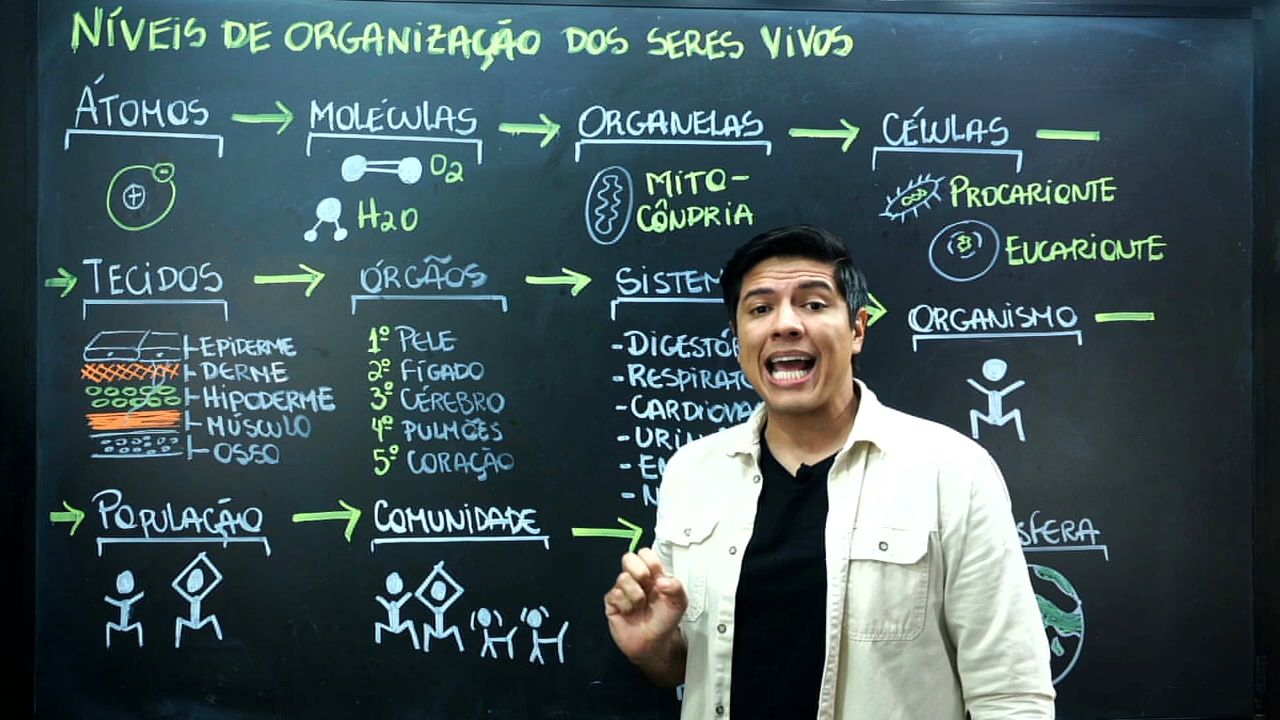 NÍVEIS DE ORGANIZAÇÃO DOS SERES VIVOS
ÁTOMOS
MOLÉCULAS
ORGANELAS
CÉLULAS
O2
H2O
MITO-
CÔNDRIA
PROCARIONTE
EUCARIONTE
TECIDOS
ÓRGÃOS
ORGANISMO
EPIDERME
DERME
HIPODERME
MÚSCULO
OSSO
1º PELE
2º FÍGADO
3º CÉREBRO
4º PULMÕES
5º CORAÇÃO
POPULAÇÃO
COMUNIDADE